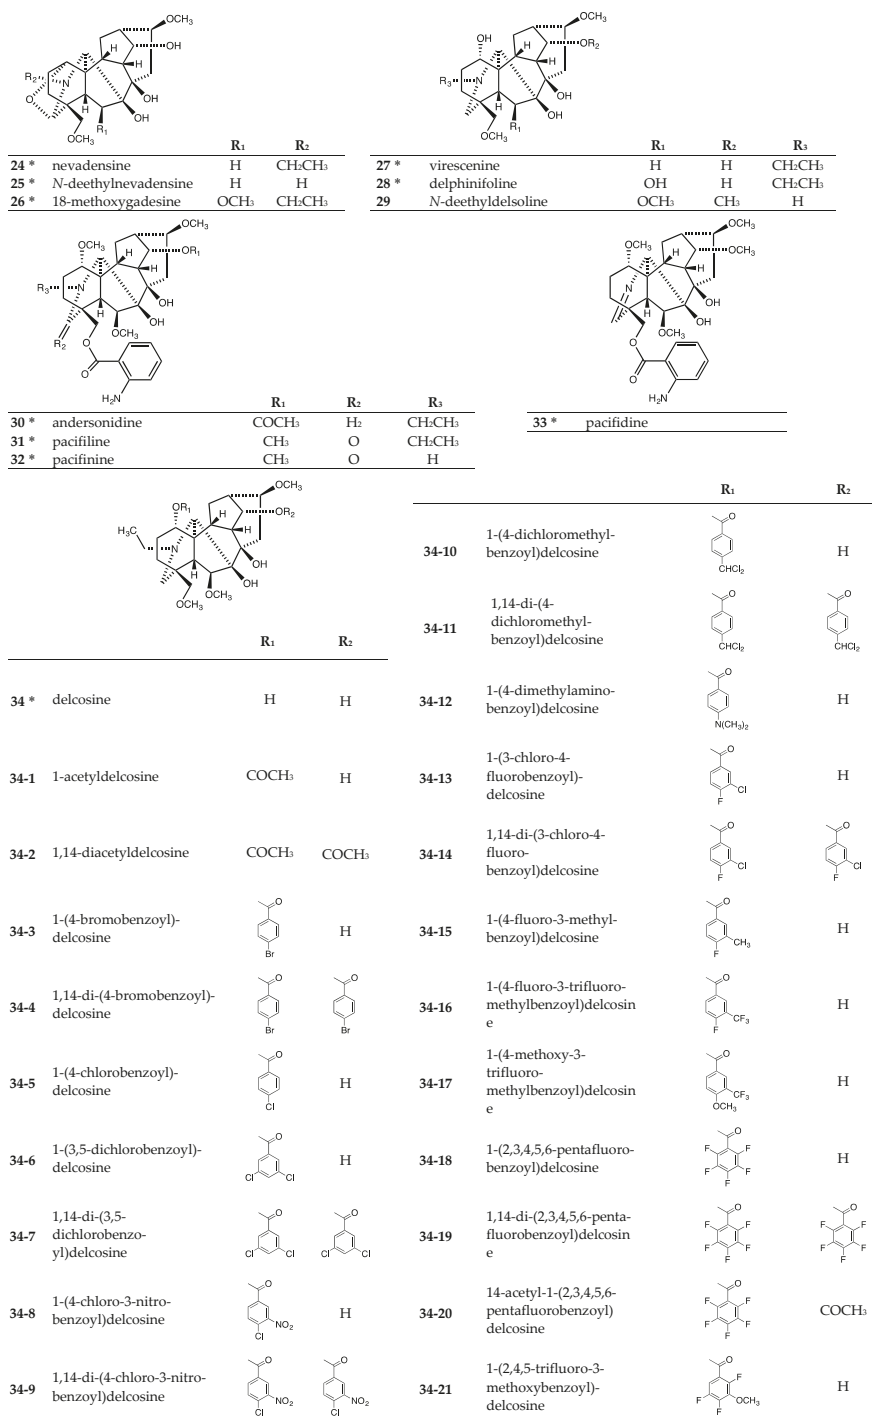 OCH₃
OH
H
H
R₂
N
O
H
OH
OH
R₁
OCH₃
R₁ R₂
24 * nevadensine H CH₂CH₃
25 * N-deethylnevadensine H H
26 * 18-methoxygadesine OCH₃ CH₂CH₃
OCH₃
OH
H
OR₂
H
R₃
N
H
OH
OH
R₁
OCH₃
R₁ R₂ R₃
27 * virescenine H H CH₂CH₃
28 * delphinifoline OH H CH₂CH₃
29 N-deethyldelsoline OCH₃ CH₃ H
OCH₃
OCH₃
H
OR₁
H
R₃
N
H
OH
OH
OCH₃
R₂
O
O
H₂N
R₁ R₂ R₃
30 * andersonidine COCH₃ H₂ CH₂CH₃
31 * pacifiline CH₃ O CH₂CH₃
32 * pacifinine CH₃ O H
OCH₃
OCH₃
H
OCH₃
H
N
H
OH
OH
OCH₃
O
O
H₂N
33 * pacifidine
OCH₃
OR₁
H
OR₂
H₃C
H
N
H
OH
OH
OCH₃
OCH₃
R₁ R₂
34 * delcosine H H
34-1 1-acetyldelcosine COCH₃ H
34-2 1,14-diacetyldelcosine COCH₃ COCH₃
34-3 1-(4-bromobenzoyl)-
delcosine
O
Br
H
34-4 1,14-di-(4-bromobenzoyl)-
delcosine
O O
Br Br
34-5 1-(4-chlorobenzoyl)-
delcosine
O
Cl
H
34-6 1-(3,5-dichlorobenzoyl)-
delcosine
O
Cl Cl
H
34-7 1,14-di-(3,5-
dichlorobenzo-
yl)delcosine
O O
Cl Cl Cl Cl
34-8 1-(4-chloro-3-nitro-
benzoyl)delcosine
O
NO₂
Cl
H
34-9 1,14-di-(4-chloro-3-nitro-
benzoyl)delcosine
O O
NO₂ NO₂
Cl Cl
R₁ R₂
34-10 1-(4-dichloromethyl-
benzoyl)delcosine
O
CHCl₂
H
34-11 1,14-di-(4-
dichloromethyl-
benzoyl)delcosine
O O
CHCl₂ CHCl₂
34-12 1-(4-dimethylamino-
benzoyl)delcosine
O
N(CH₃)₂
H
34-13 1-(3-chloro-4-
fluorobenzoyl)-
delcosine
O
Cl
F
H
34-14 1,14-di-(3-chloro-4-
fluoro-
benzoyl)delcosine
O O
Cl Cl
F F
34-15 1-(4-fluoro-3-methyl-
benzoyl)delcosine
O
CH₃
F
H
34-16 1-(4-fluoro-3-trifluoro-
methylbenzoyl)delcosin
e
O
CF₃
F
H
34-17 1-(4-methoxy-3-
trifluoro-
methylbenzoyl)delcosin
e
O
CF₃
OCH₃
H
34-18 1-(2,3,4,5,6-pentafluoro-
benzoyl)delcosine
O
F F
F F
F
H
34-19 1,14-di-(2,3,4,5,6-penta-
fluorobenzoyl)delcosin
e
O O
F F F F
F F F F
F F
34-20 14-acetyl-1-(2,3,4,5,6-
pentafluorobenzoyl)
delcosine
O
F F
F F
F
COCH₃
34-21 1-(2,4,5-trifluoro-3-
methoxybenzoyl)-
delcosine
O
F
F OCH₃
F
H